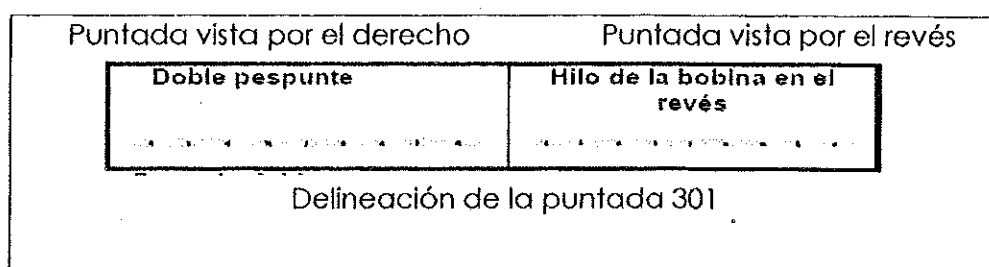 Puntada vista por el derecho
Puntada vista por el revés
Doble pespunte
Hilo de la bobina en el
revés
Delineación de la puntada 301